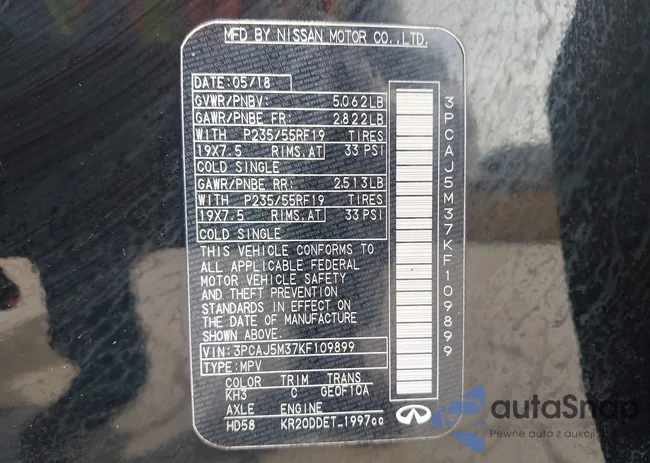 MFD BY NISSAN MOTOR CO.,LTD.
DATE:05/18
GVWR/PNBV: 5.062LB
GAWR/PNBE FR: 2.822LB
WITH P235/55RF19 TIRES
19X7.5 RIMS.AT 33 PSI
COLD SINGLE
GAWR/PNBE RR: 2.513LB
WITH P235/55RF19 TIRES
19X7.5 RIMS.AT 33 PSI
COLD SINGLE
THIS VEHICLE CONFORMS TO
ALL APPLICABLE FEDERAL
MOTOR VEHICLE SAFETY
AND THEFT PREVENTION
STANDARDS IN EFFECT ON
THE DATE OF MANUFACTURE
SHOWN ABOVE.
VIN:3PCAJ5M37KF109899
TYPE:MPV
COLOR TRIM TRANS
KH3 C GE0F10A
AXLE ENGINE
HD58 KR20DDET_1997cc
3PCAJ5M37KF109899
autoSnap
Pewne auta z aukcji